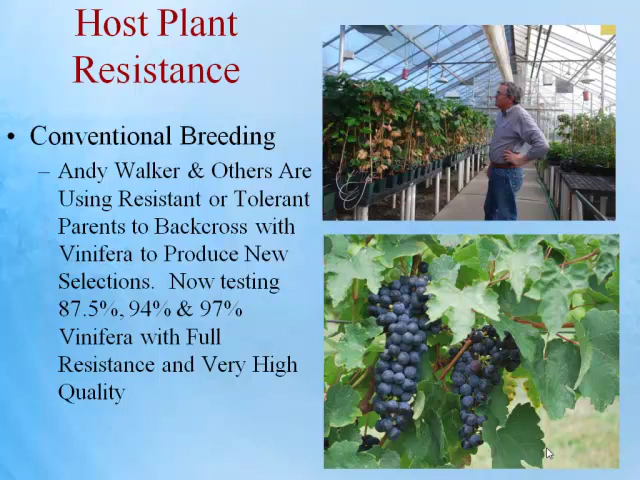 Host Plant
Resistance
• Conventional Breeding
– Andy Walker & Others Are
Using Resistant or Tolerant
Parents to Backcross with
Vinifera to Produce New
Selections. Now testing
87.5%, 94% & 97%
Vinifera with Full
Resistance and Very High
Quality